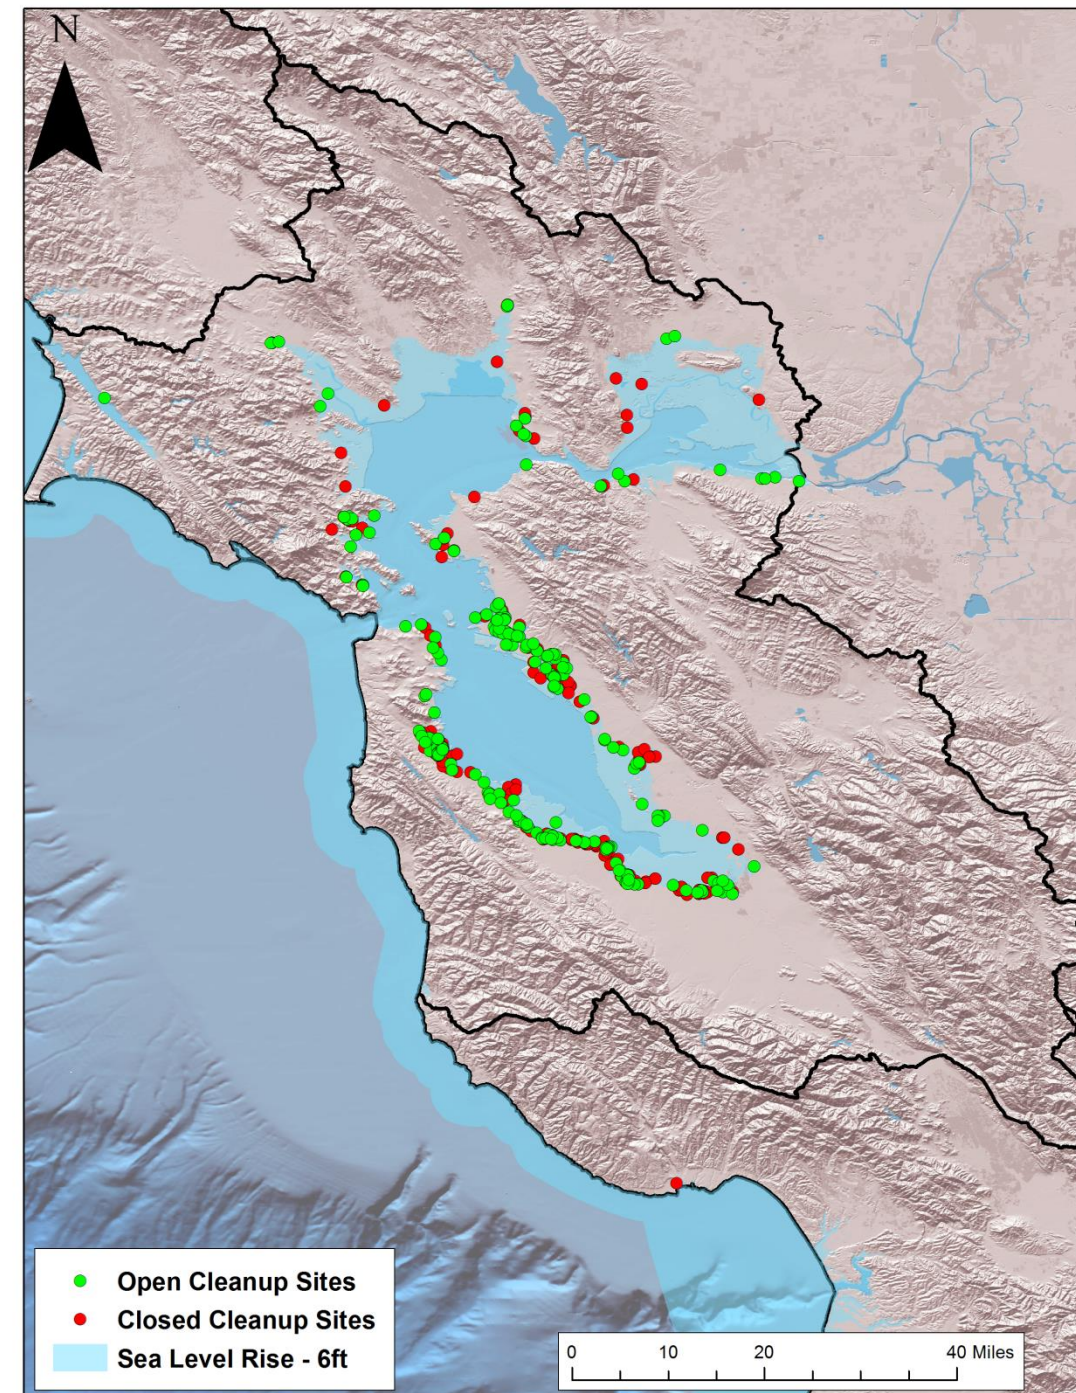 N
Open Cleanup Sites
Closed Cleanup Sites
Sea Level Rise - 6ft
0 10 20 40 Miles